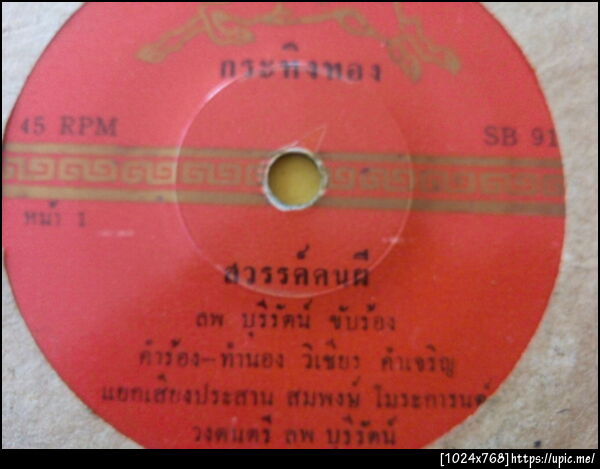 กระทิงทอง
45 RPM
SB 91
หน้า 1
สวรรค์คนผี
ลพ บุรีรัตน์ ขับร้อง
คำร้อง-ทำนอง วิเชียร คำเจริญ
แยกเสียงประสาน สมพงษ์ โมระการนต์
วงดนตรี ลพ บุรีรัตน์
[1024x768]https://upic.me/